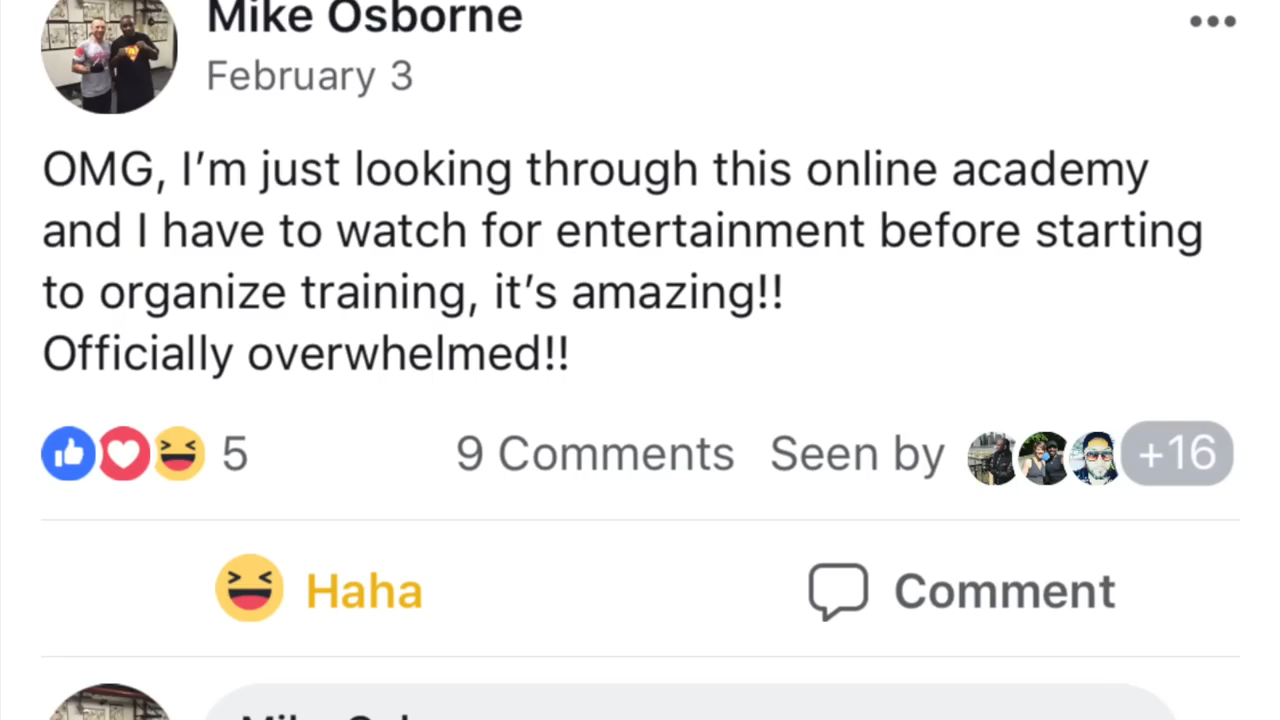 Mike Osborne
February 3
OMG, I'm just looking through this online academy
and I have to watch for entertainment before starting
to organize training, it's amazing!!
Officially overwhelmed!!
5 9 Comments Seen by +16
Haha Comment